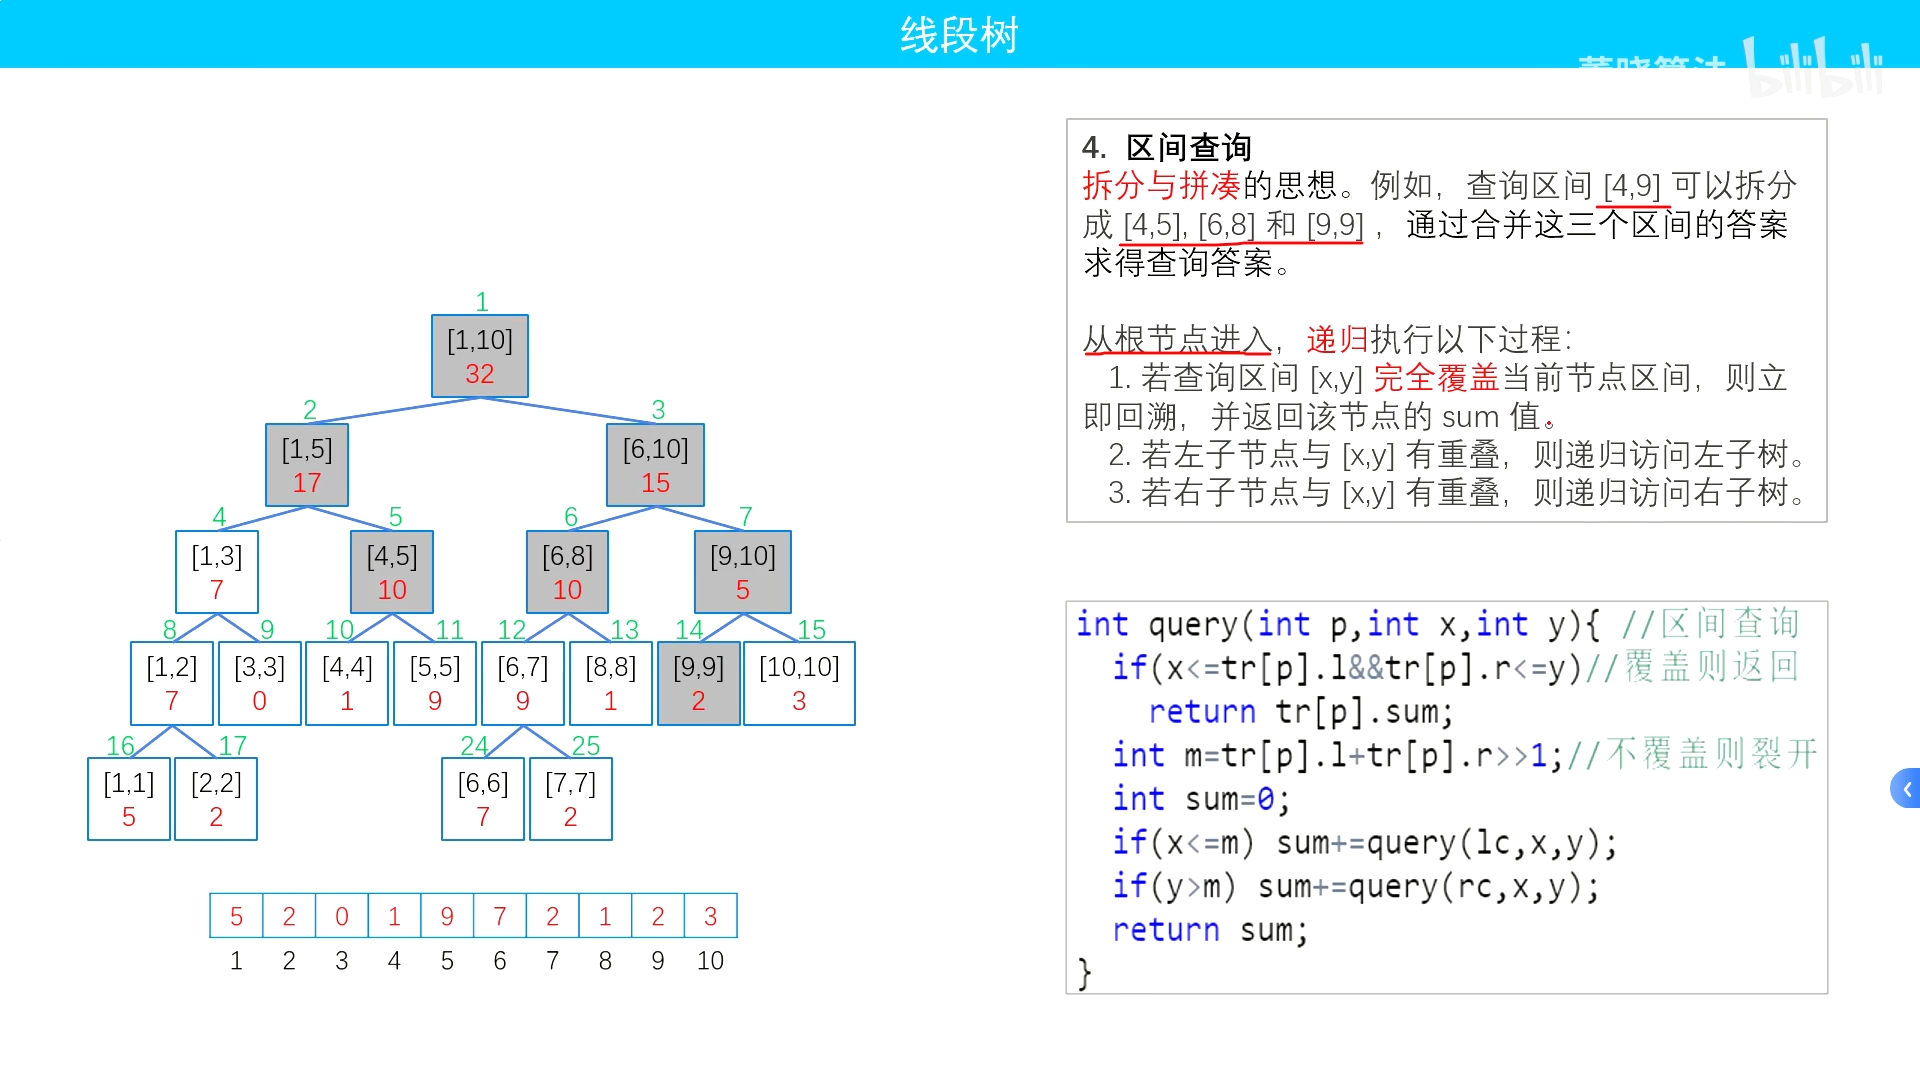 线段树
bilibili
4. 区间查询
拆分与拼凑的思想。例如，查询区间 [4,9] 可以拆分
成 [4,5], [6,8] 和 [9,9] ，通过合并这三个区间的答案
求得查询答案。
从根节点进入，递归执行以下过程：
1. 若查询区间 [x,y] 完全覆盖当前节点区间，则立
即回溯，并返回该节点的 sum 值。
2. 若左子节点与 [x,y] 有重叠，则递归访问左子树。
3. 若右子节点与 [x,y] 有重叠，则递归访问右子树。
1
[1,10]
32
2 3
[1,5] [6,10]
17 15
4 5 6 7
[1,3] [4,5] [6,8] [9,10]
7 10 10 5
8 9 10 11 12 13 14 15
[1,2] [3,3] [4,4] [5,5] [6,7] [8,8] [9,9] [10,10]
7 0 1 9 9 1 2 3
16 17 24 25
[1,1] [2,2] [6,6] [7,7]
5 2 7 2
5 2 0 1 9 7 2 1 2 3
1 2 3 4 5 6 7 8 9 10
int query(int p,int x,int y){ //区间查询
if(x<=tr[p].l&&tr[p].r<=y)//覆盖则返回
return tr[p].sum;
int m=tr[p].l+tr[p].r>>1;//不覆盖则裂开
int sum=0;
if(x<=m) sum+=query(lc,x,y);
if(y>m) sum+=query(rc,x,y);
return sum;
}